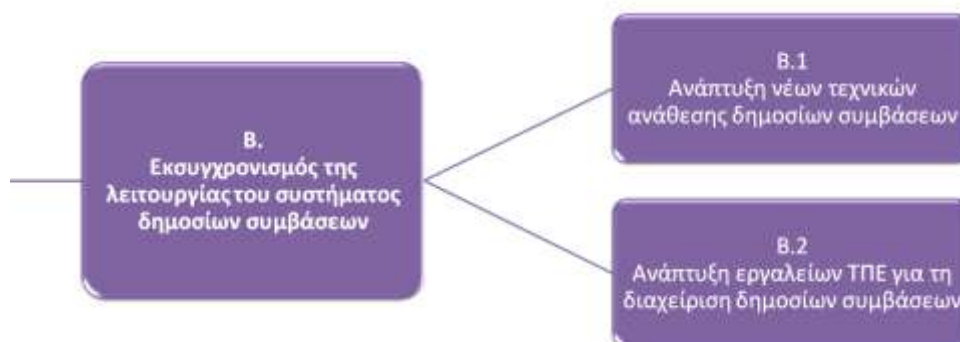 Β.
Εκσυγχρονισμός της
λειτουργίας του συστήματος
δημοσίων συμβάσεων
Β.1
Ανάπτυξη νέων τεχνικών
ανάθεσης δημοσίων συμβάσεων
Β.2
Ανάπτυξη εργαλείων ΤΠΕ για τη
διαχείριση δημοσίων συμβάσεων